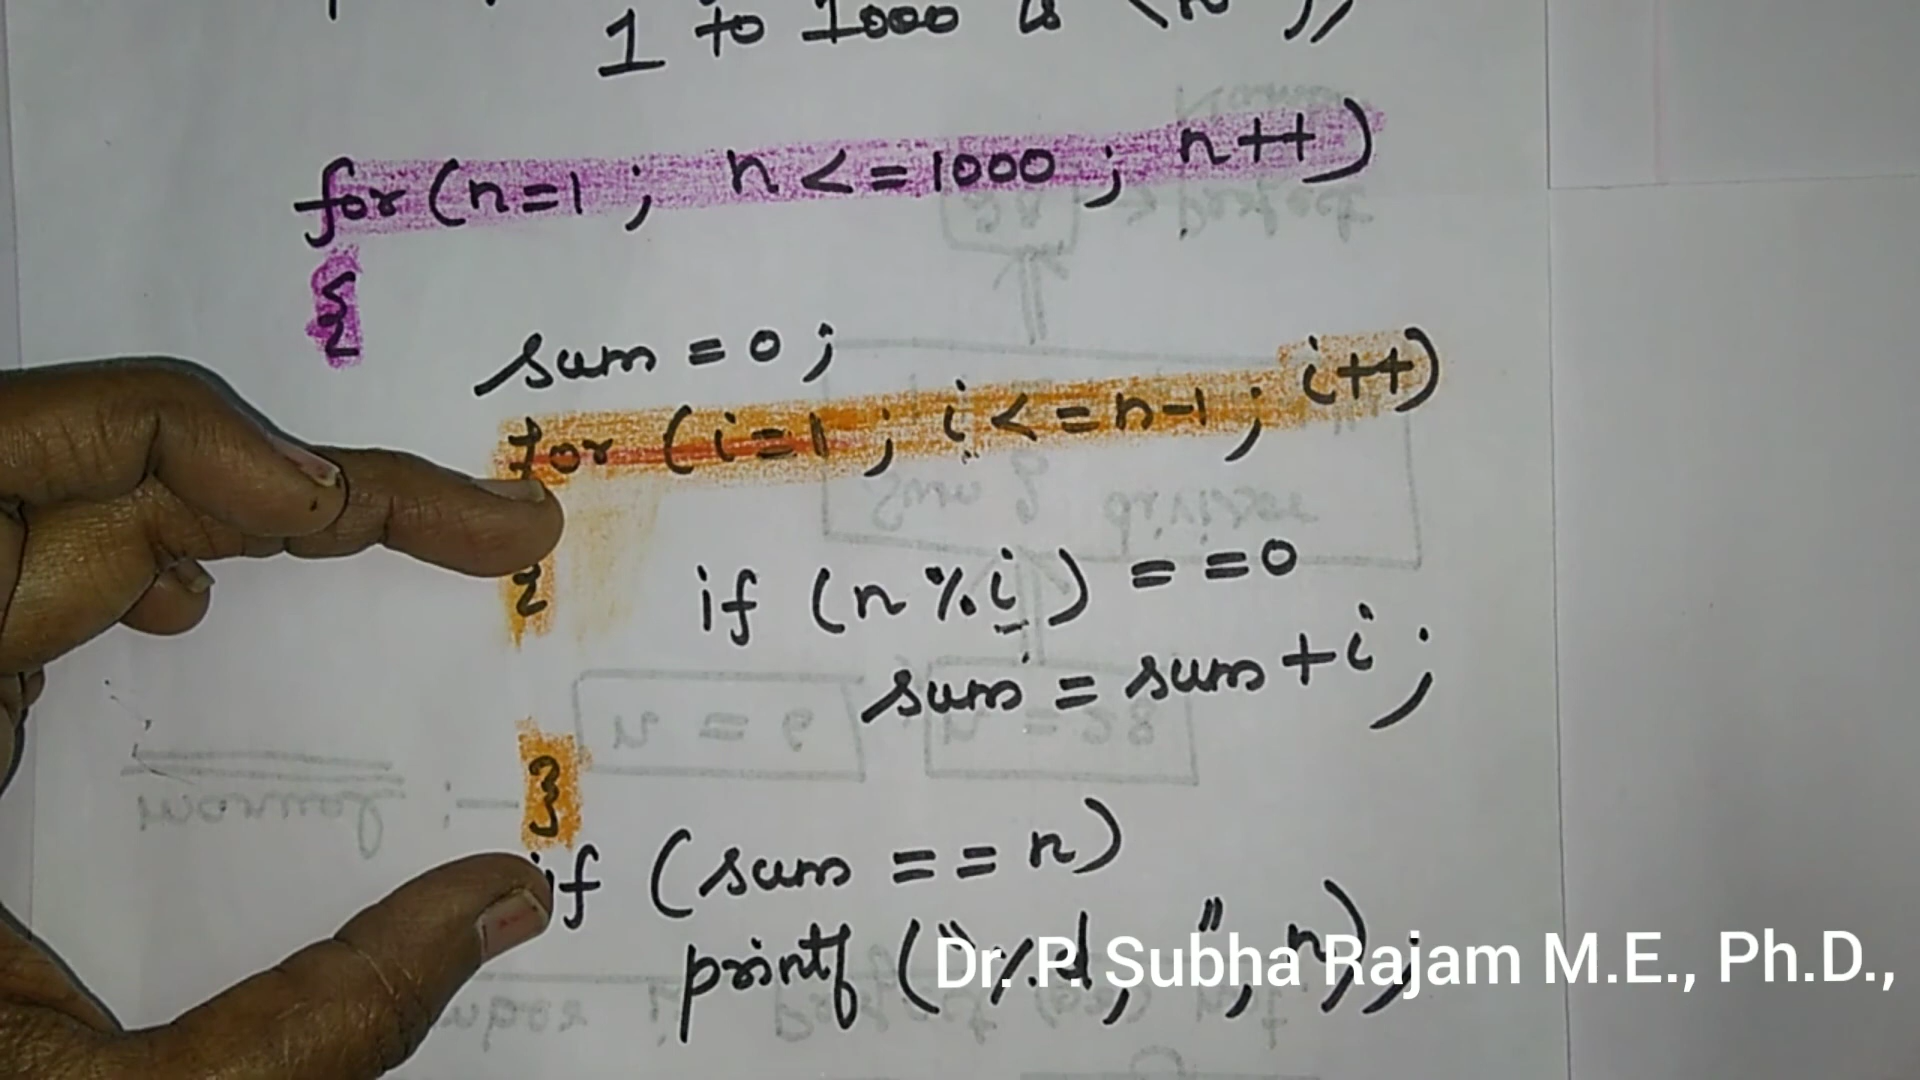 1 to 1000 is
for (n=1 ; n<=1000 ; n++)
{
sum = 0 ;
for (i=1 ; i<=n-1 ; i++)
{
if (n % i) = =0
sum = sum + i ;
}
if (sum = = n)
printf ("%d, ", n) ;
Dr. P. Subha Rajam M.E., Ph.D.,